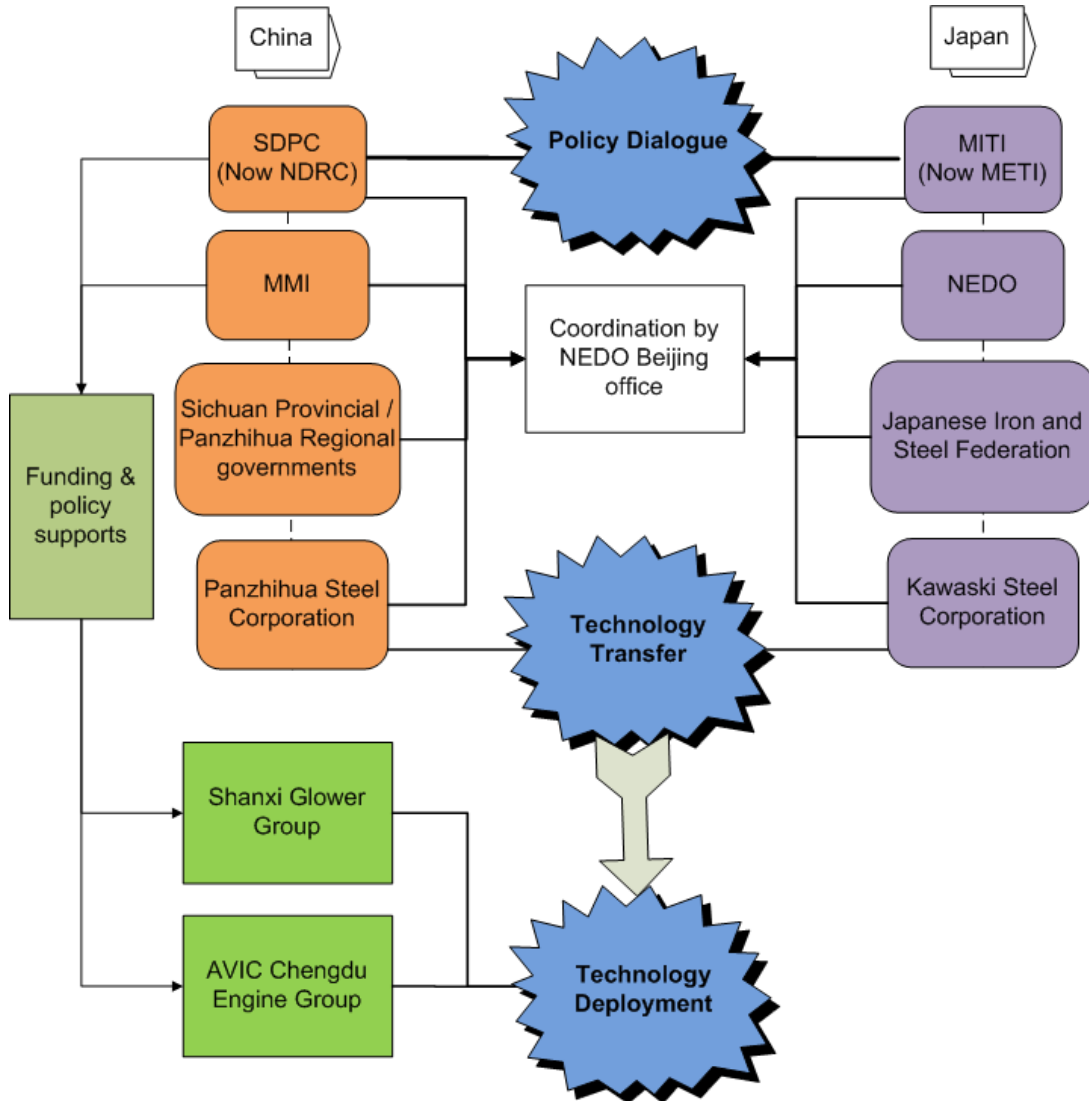 China
Japan
SDPC
(Now NDRC)
Policy Dialogue
MITI
(Now METI)
MMI
NEDO
Coordination by
NEDO Beijing
office
Sichuan Provincial /
Panzhihua Regional
governments
Japanese Iron and
Steel Federation
Funding &
policy
supports
Panzhihua Steel
Corporation
Technology
Transfer
Kawaski Steel
Corporation
Shanxi Glower
Group
AVIC Chengdu
Engine Group
Technology
Deployment